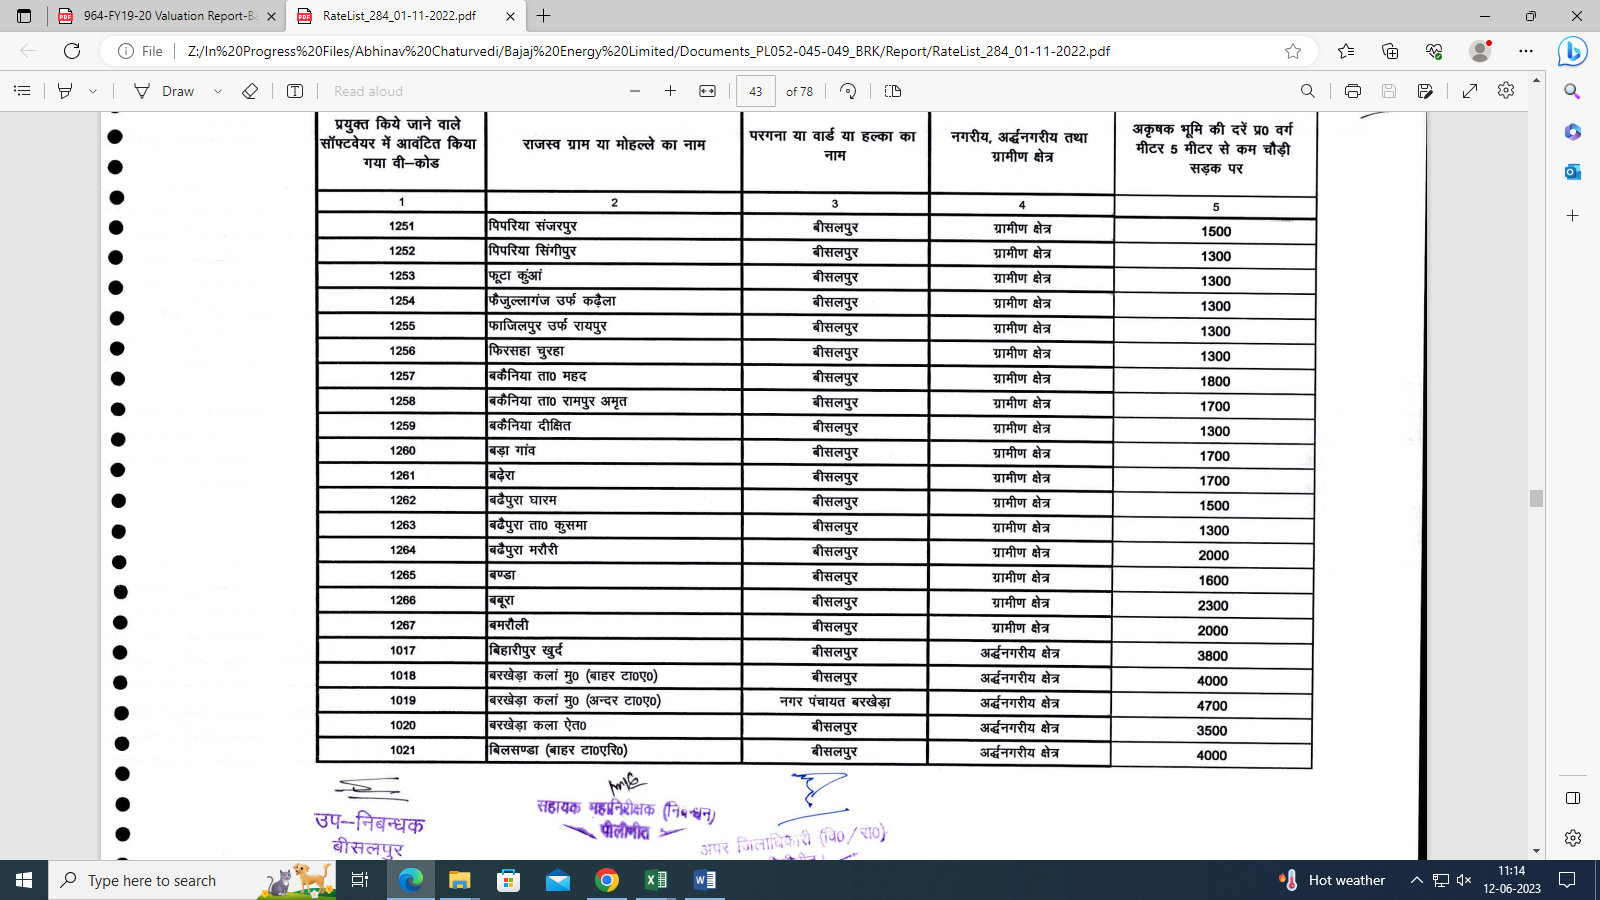 964-FY19-20 Valuation Report-Ba
RateList_284_01-11-2022.pdf
File
Z:/In%20Progress%20Files/Abhinav%20Chaturvedi/Bajaj%20Energy%20Limited/Documents_PL052-045-049_BRK/Report/RateList_284_01-11-2022.pdf
Draw
Read aloud
43
of 78
प्रयुक्त किये जाने वाले
सॉफ्टवेयर में आवंटित किया
गया वी–कोड
राजस्व ग्राम या मोहल्ले का नाम
परगना या वार्ड या हल्का का
नाम
नगरीय, अर्द्धनगरीय तथा
ग्रामीण क्षेत्र
अकृषक भूमि की दरें प्र0 वर्ग
मीटर 5 मीटर से कम चौड़ी
सड़क पर
1 2 3 4 5
1251 पिपरिया संजरपुर बीसलपुर ग्रामीण क्षेत्र 1500
1252 पिपरिया सिंगीपुर बीसलपुर ग्रामीण क्षेत्र 1300
1253 फूटा कुंआं बीसलपुर ग्रामीण क्षेत्र 1300
1254 फैजुल्लागंज उर्फ कढ़ैला बीसलपुर ग्रामीण क्षेत्र 1300
1255 फाजिलपुर उर्फ रायपुर बीसलपुर ग्रामीण क्षेत्र 1300
1256 फिरसहा चुरहा बीसलपुर ग्रामीण क्षेत्र 1300
1257 बकैनिया ता0 महद बीसलपुर ग्रामीण क्षेत्र 1800
1258 बकैनिया ता0 रामपुर अमृत बीसलपुर ग्रामीण क्षेत्र 1700
1259 बकैनिया दीक्षित बीसलपुर ग्रामीण क्षेत्र 1300
1260 बड़ा गांव बीसलपुर ग्रामीण क्षेत्र 1700
1261 बढ़ेरा बीसलपुर ग्रामीण क्षेत्र 1700
1262 बढैपुरा घारम बीसलपुर ग्रामीण क्षेत्र 1500
1263 बढैपुरा ता0 कुसमा बीसलपुर ग्रामीण क्षेत्र 1300
1264 बढैपुरा मरौरी बीसलपुर ग्रामीण क्षेत्र 2000
1265 बण्डा बीसलपुर ग्रामीण क्षेत्र 1600
1266 बबूरा बीसलपुर ग्रामीण क्षेत्र 2300
1267 बमरौली बीसलपुर ग्रामीण क्षेत्र 2000
1017 बिहारीपुर खुर्द बीसलपुर अर्द्धनगरीय क्षेत्र 3800
1018 बरखेड़ा कलां मु0 (बाहर टा0ए0) बीसलपुर अर्द्धनगरीय क्षेत्र 4000
1019 बरखेड़ा कलां मु0 (अन्दर टा0ए0) नगर पंचायत बरखेड़ा अर्द्धनगरीय क्षेत्र 4700
1020 बरखेड़ा कला ऐत0 बीसलपुर अर्द्धनगरीय क्षेत्र 3500
1021 बिलसण्डा (बाहर टा0एरि0) बीसलपुर अर्द्धनगरीय क्षेत्र 4000
उप–निबन्धक
बीसलपुर
सहायक महानिरीक्षक (निबन्धन)
पीलीभीत
अपर जिलाधिकारी (वि0/रा0)
Type here to search
Hot weather
11:14
12-06-2023